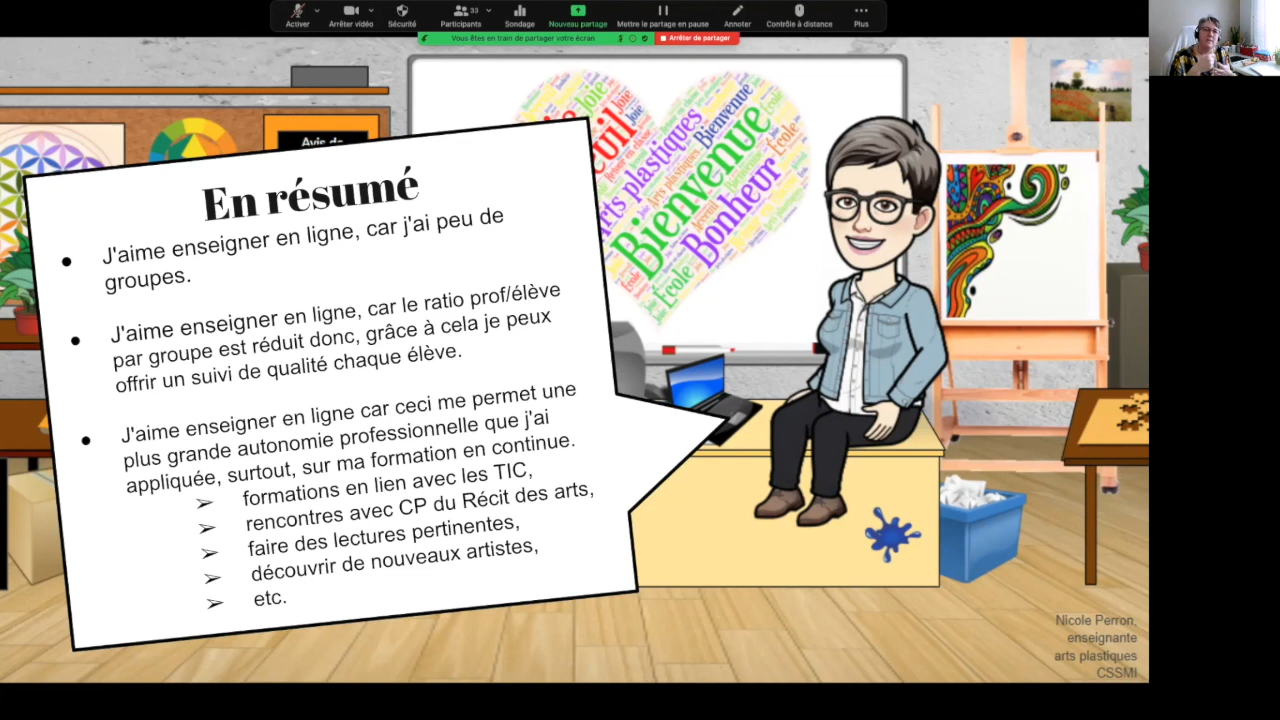 Activer
Arrêter vidéo
Sécurité
Participants
33
Sondage
Nouveau partage
Mettre le partage en pause
Annoter
Contrôle à distance
Plus
Vous êtes en train de partager votre écran
Arrêter de partager
Avis de
En résumé
● J'aime enseigner en ligne, car j'ai peu de
groupes.
● J'aime enseigner en ligne, car le ratio prof/élève
par groupe est réduit donc, grâce à cela je peux
offrir un suivi de qualité chaque élève.
● J'aime enseigner en ligne car ceci me permet une
plus grande autonomie professionnelle que j'ai
appliquée, surtout, sur ma formation en continue.
➢ formations en lien avec les TIC,
➢ rencontres avec CP du Récit des arts,
➢ faire des lectures pertinentes,
➢ découvrir de nouveaux artistes,
➢ etc.
joie
Joie
arts plastiques
Bienvenue
Bienvenue
Bonheur
École
École
École
Nicole Perron,
enseignante
arts plastiques
CSSMI